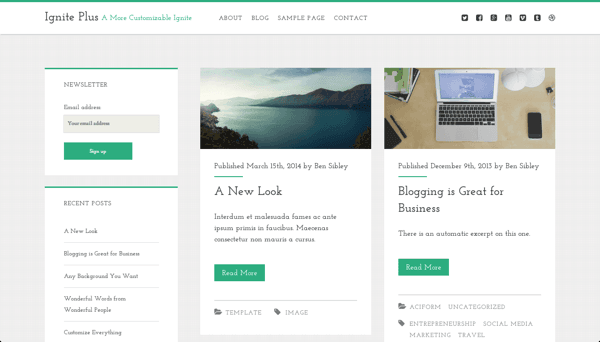 Ignite Plus A More Customizable Ignite
ABOUT BLOG SAMPLE PAGE CONTACT
NEWSLETTER
Email address
Your email address
Sign up
RECENT POSTS
A New Look
Blogging is Great for Business
Any Background You Want
Wonderful Words from
Wonderful People
Customize Everything
Published March 15th, 2014 by Ben Sibley
A New Look
Interdum et malesuada fames ac ante
ipsum primis in faucibus. Maecenas
consectetur non mauris a cursus.
Read More
TEMPLATE IMAGE
Published December 9th, 2013 by Ben Sibley
Blogging is Great for
Business
There is an automatic excerpt on this one.
Read More
ACIFORM UNCATEGORIZED
ENTREPRENEURSHIP SOCIAL MEDIA
MARKETING TRAVEL